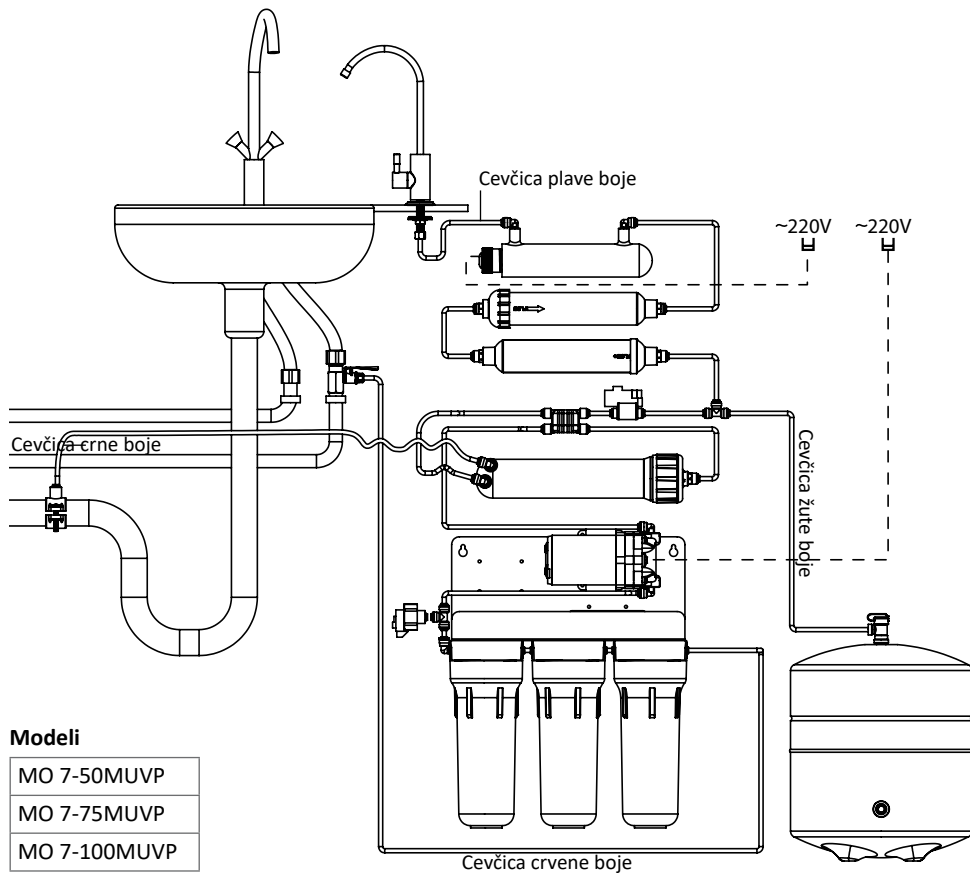 Cevčica plave boje
~220V ~220V
Cevčica crne boje
Cevčica žute boje
Modeli
MO 7-50MUVP
MO 7-75MUVP
MO 7-100MUVP
Cevčica crvene boje